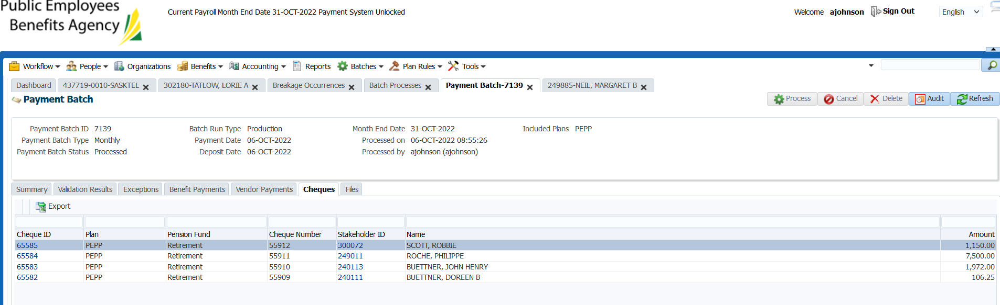 Public Employees
Benefits Agency
Current Payroll Month End Date 31-OCT-2022 Payment System Unlocked
Welcome ajohnson Sign Out English
Workflow People Organizations Benefits Accounting Reports Batches Plan Rules Tools
Dashboard 437719-0010-SASKTEL 302180-TATLOW, LORIE A Breakage Occurrences Batch Processes Payment Batch-7139 249885-NEIL, MARGARET B
Payment Batch
Process Cancel Delete Audit Refresh
Payment Batch ID 7139 Batch Run Type Production Month End Date 31-OCT-2022 Included Plans PEPP
Payment Batch Type Monthly Payment Date 06-OCT-2022 Processed on 06-OCT-2022 08:55:26
Payment Batch Status Processed Deposit Date 06-OCT-2022 Processed by ajohnson (ajohnson)
Summary Validation Results Exceptions Benefit Payments Vendor Payments Cheques Files
Export
Cheque ID Plan Pension Fund Cheque Number Stakeholder ID Name Amount
65585 PEPP Retirement 55912 300072 SCOTT, ROBBIE 1,150.00
65584 PEPP Retirement 55911 249011 ROCHE, PHILIPPE 7,500.00
65583 PEPP Retirement 55910 240113 BUETTNER, JOHN HENRY 1,972.00
65582 PEPP Retirement 55909 240111 BUETTNER, DOREEN B 106.25